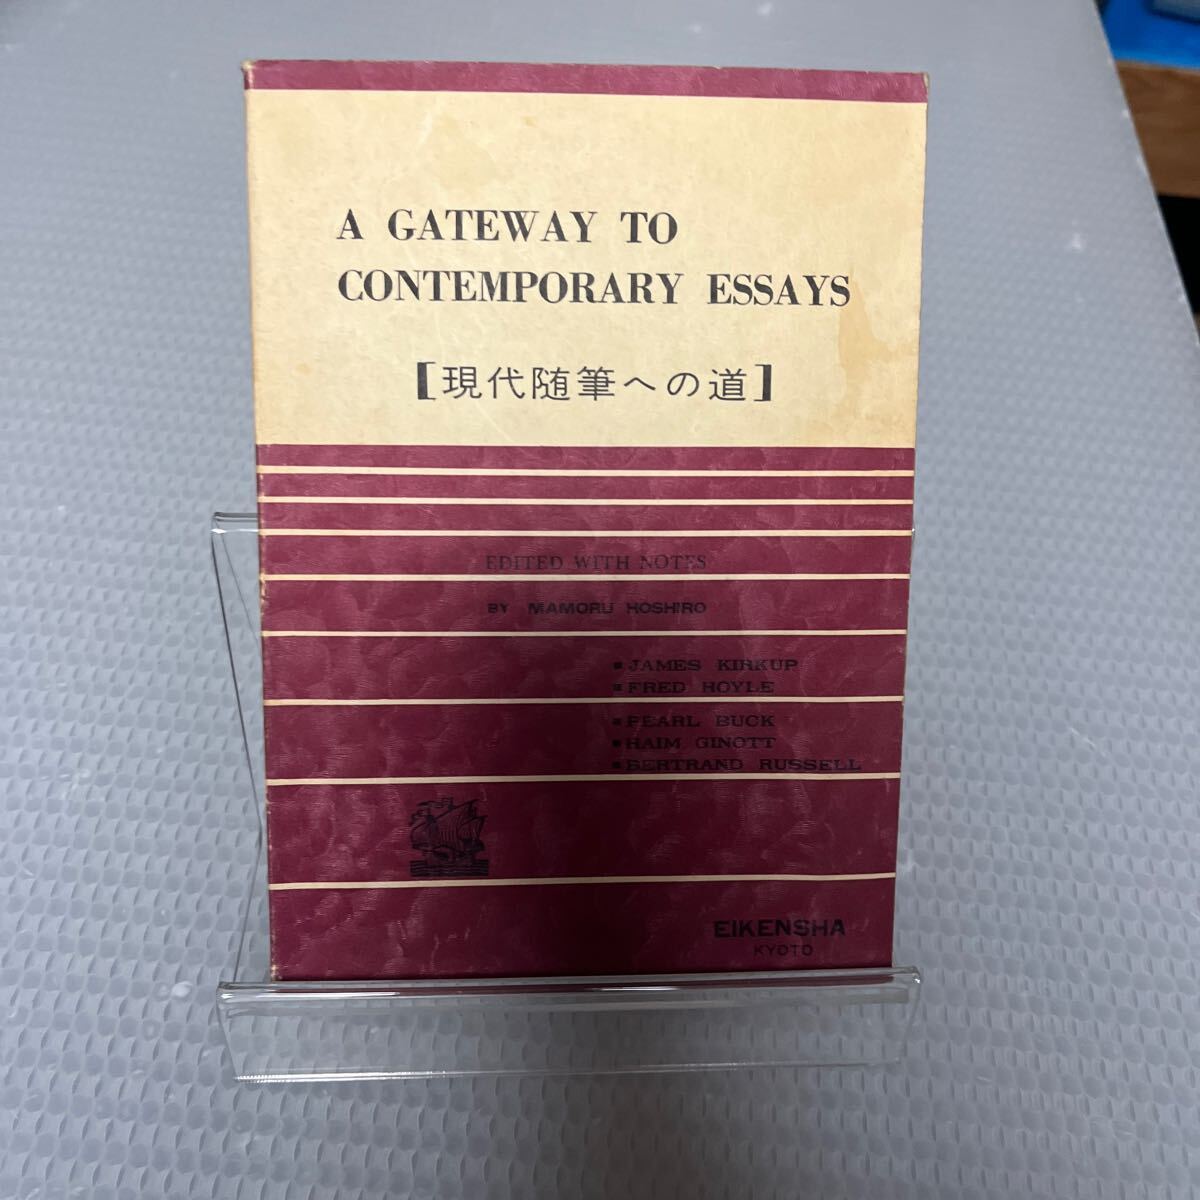 A GATEWAY TO
CONTEMPORARY ESSAYS
[現代随筆への道]
EDITED WITH NOTES
BY MAMORU HOSHIRO
▪JAMES KIRKUP
▪FRED HOYLE
▪PEARL BUCK
▪HAIM GINOTT
▪BERTRAND RUSSELL
EIKENSHA
KYOTO